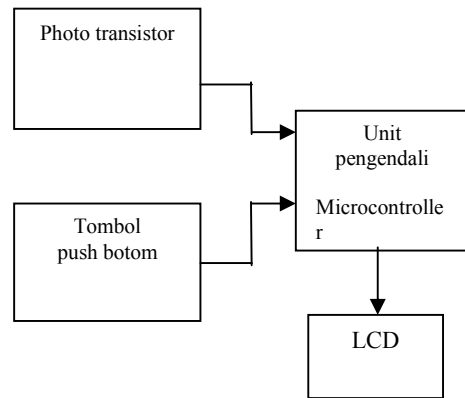 Photo transistor
Unit
pengendali
Microcontrolle
r
Tombol
push botom
LCD